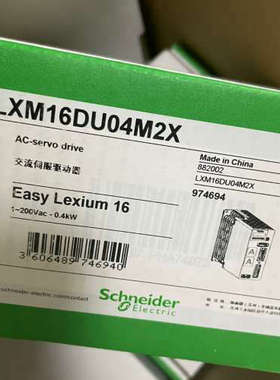 LXM16DU04M2X
AC-servo drive
交流伺服驱动器
Made in China
882002
LXM16DU04M2X
974694
Easy Lexium 16
1~200Vac - 0.4kW
3 606489 746940
Schneider
Electric